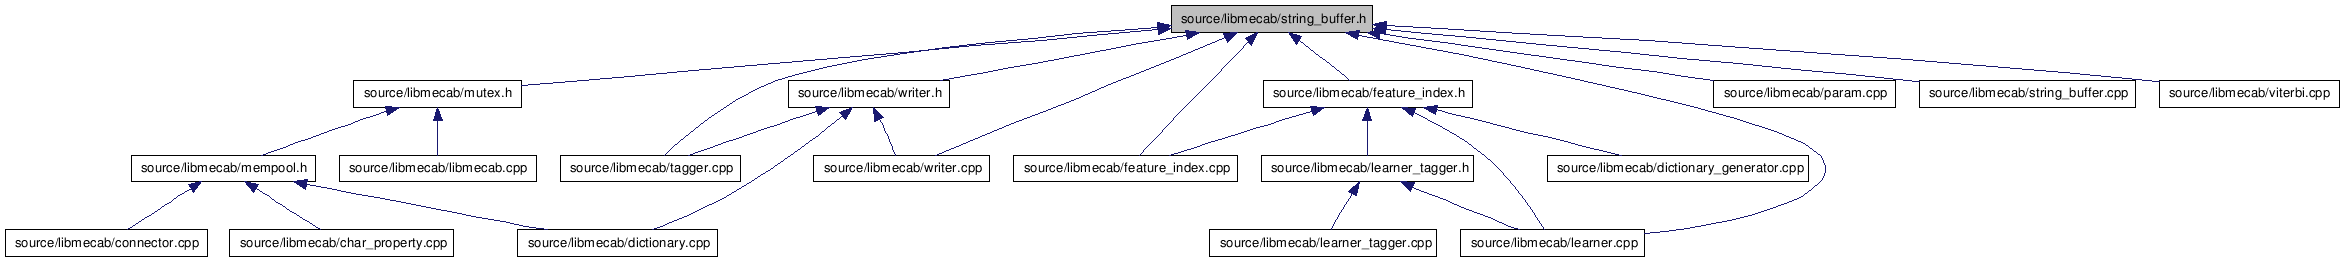 source/libmecab/string_buffer.h
source/libmecab/mutex.h
source/libmecab/writer.h
source/libmecab/feature_index.h
source/libmecab/param.cpp
source/libmecab/string_buffer.cpp
source/libmecab/viterbi.cpp
source/libmecab/mempool.h
source/libmecab/libmecab.cpp
source/libmecab/tagger.cpp
source/libmecab/writer.cpp
source/libmecab/feature_index.cpp
source/libmecab/learner_tagger.h
source/libmecab/dictionary_generator.cpp
source/libmecab/connector.cpp
source/libmecab/char_property.cpp
source/libmecab/dictionary.cpp
source/libmecab/learner_tagger.cpp
source/libmecab/learner.cpp